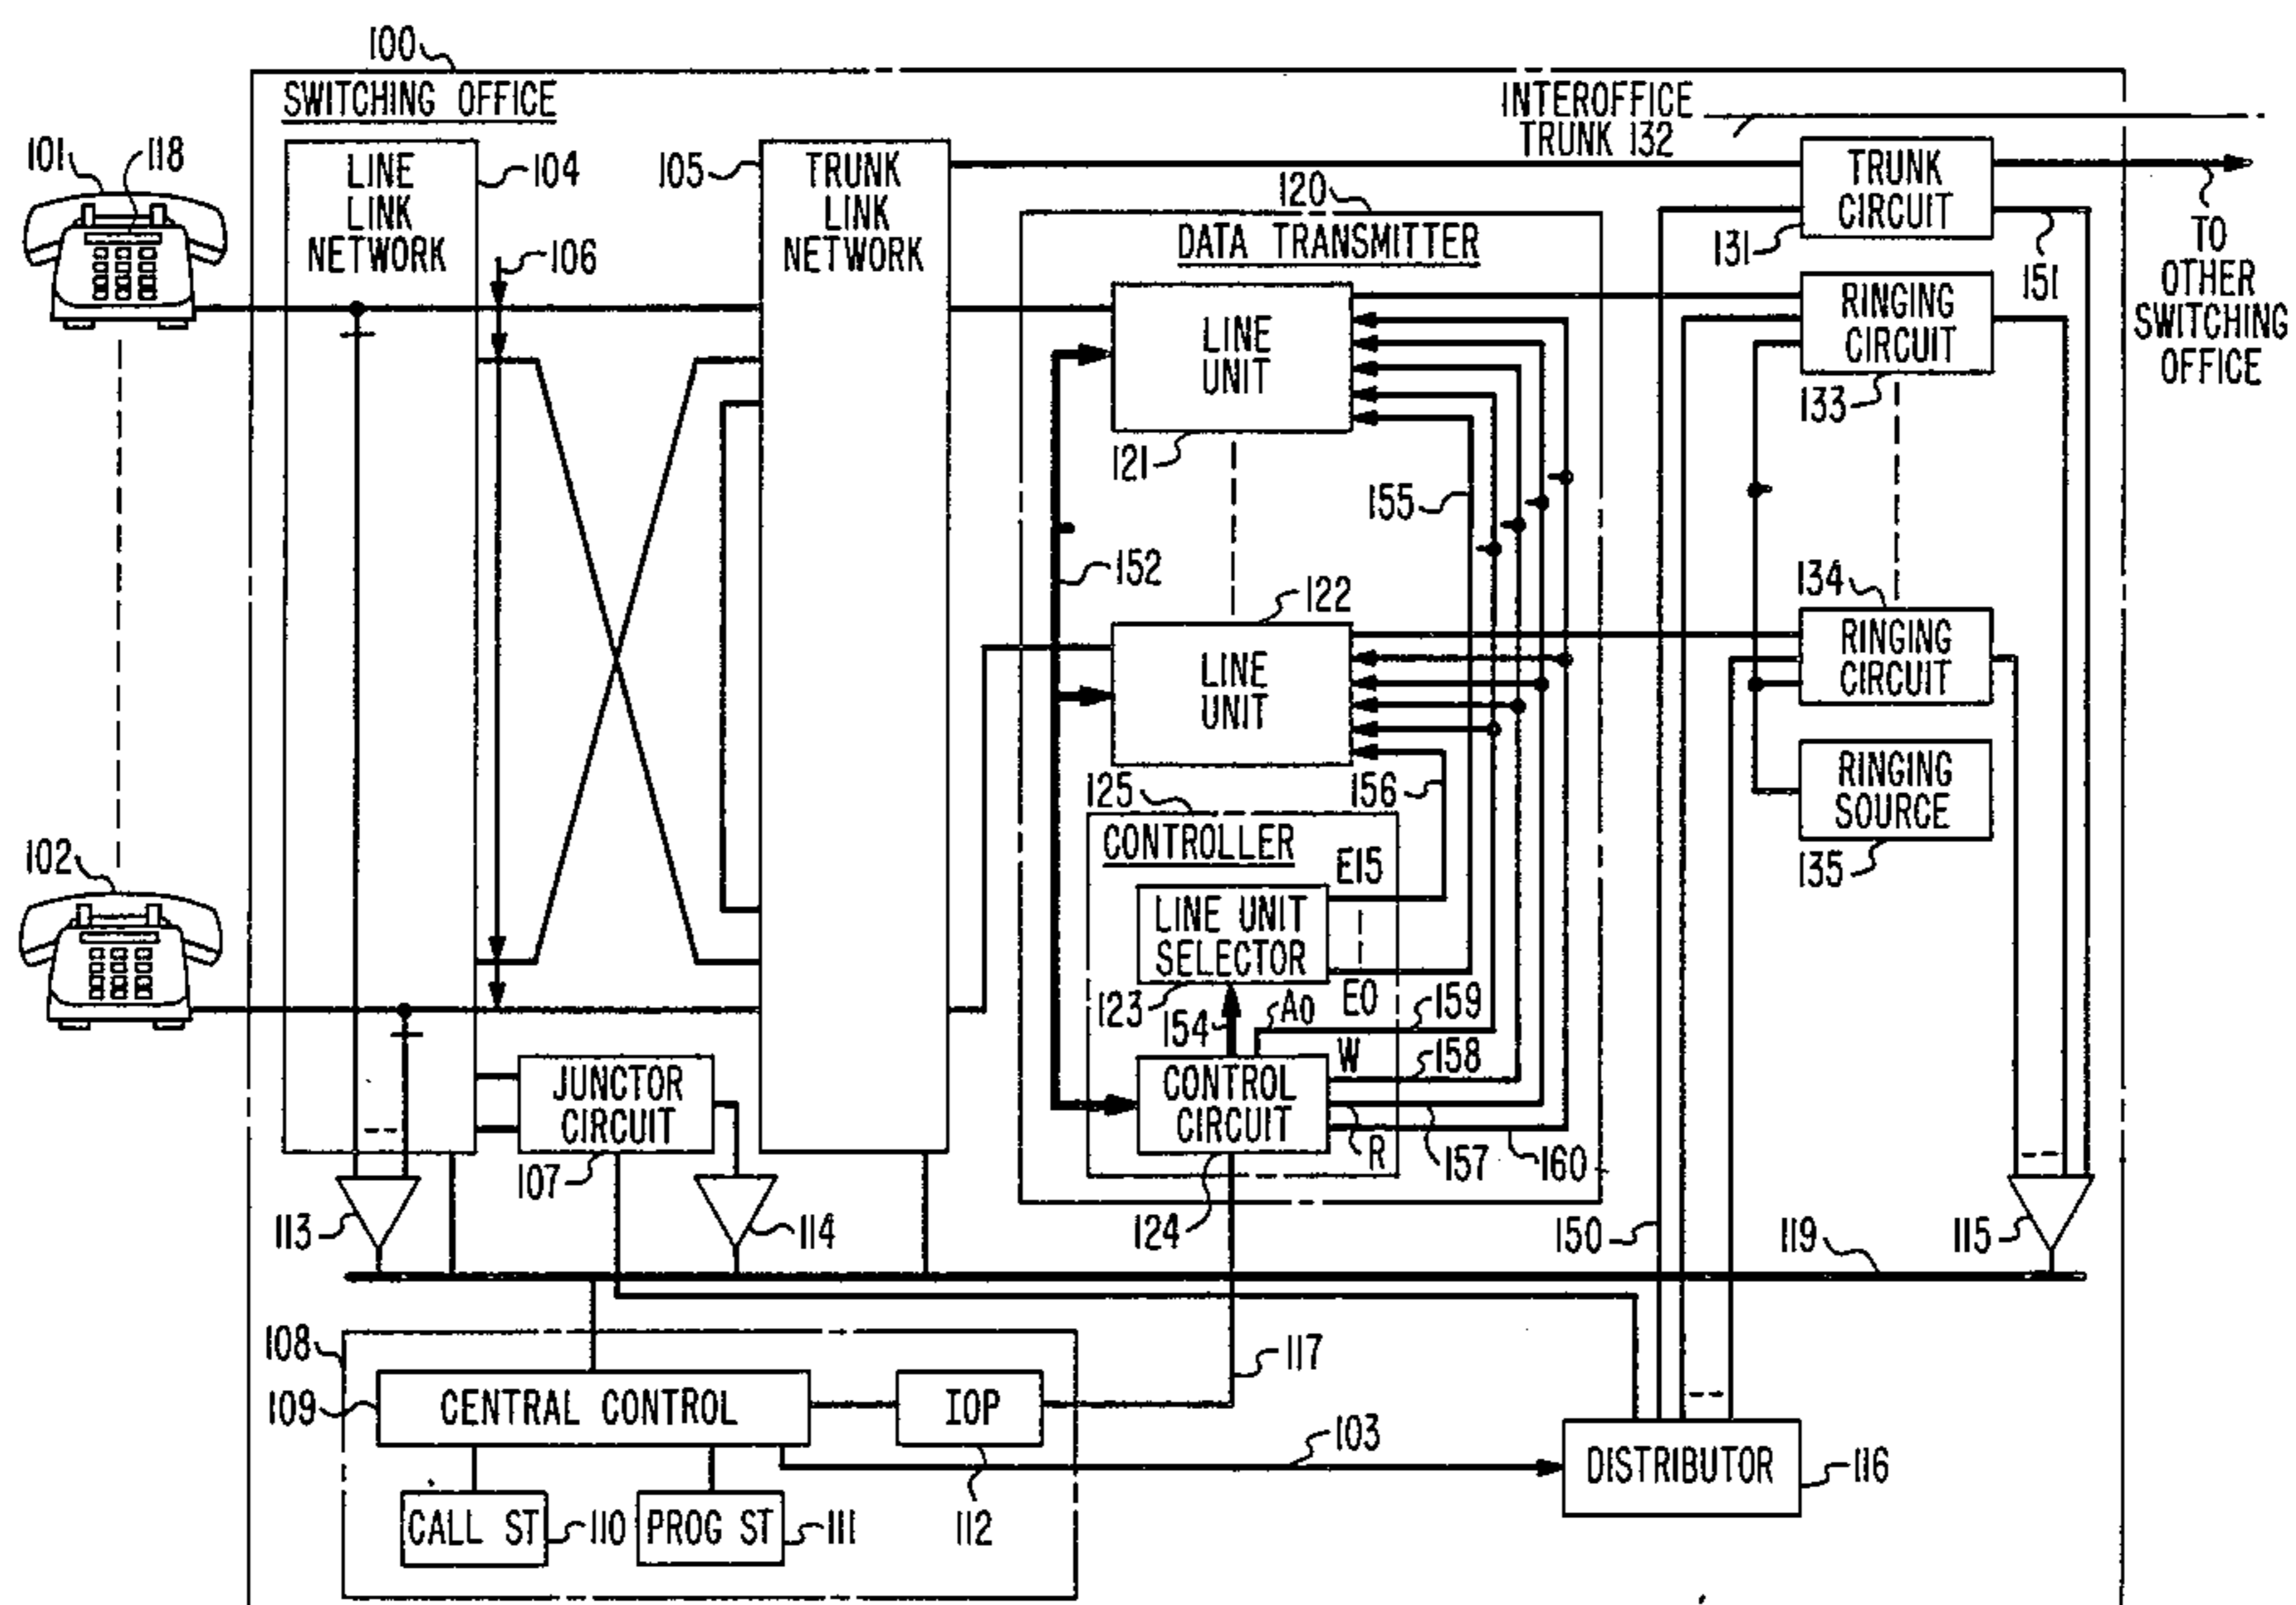 100
SWITCHING OFFICE
INTEROFFICE
TRUNK 132
101
118
LINE
LINK
NETWORK
104
105
TRUNK
LINK
NETWORK
106
120
DATA TRANSMITTER
TRUNK
CIRCUIT
131
151
TO
OTHER
SWITCHING
OFFICE
LINE
UNIT
121
RINGING
CIRCUIT
133
155
152
122
LINE
UNIT
134
RINGING
CIRCUIT
156
RINGING
SOURCE
135
125
CONTROLLER
E15
LINE UNIT
SELECTOR
123
E0
154
A0
159
102
W
158
CONTROL
CIRCUIT
R
157
160
124
JUNCTOR
CIRCUIT
107
113
114
150
119
115
108
117
109
CENTRAL CONTROL
IOP
112
103
DISTRIBUTOR
116
CALL ST
110
PROG ST
111